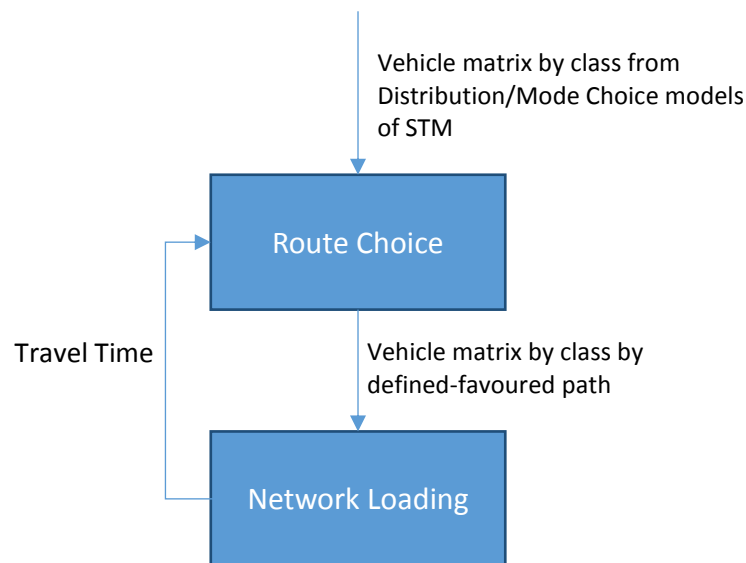 Vehicle matrix by class from
Distribution/Mode Choice models
of STM
Route Choice
Travel Time
Vehicle matrix by class by
defined-favoured path
Network Loading